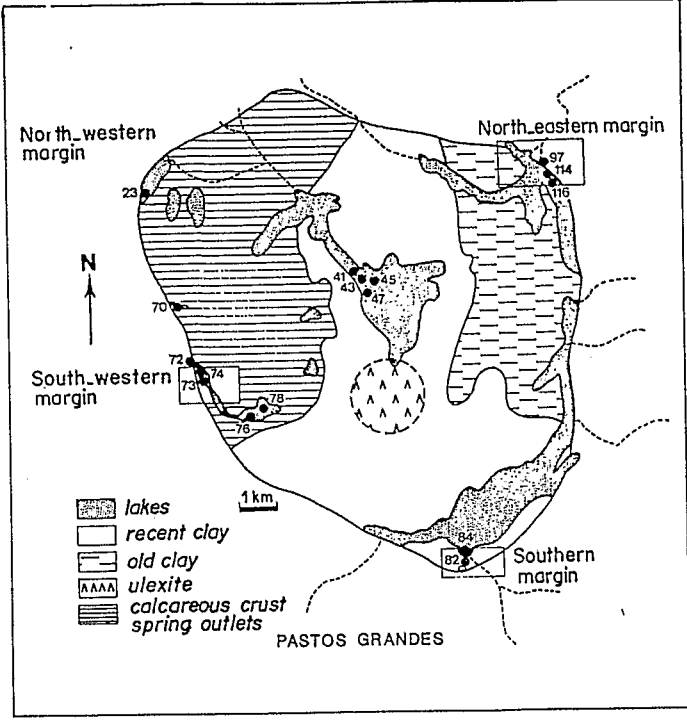 North_western
margin
North_eastern margin
97
114
116
23
N
41
43
45
47
70
72
74
73
South_western
margin
78
76
1 km
84
82
Southern
margin
lakes
recent clay
old clay
ulexite
calcareous crust
spring outlets
PASTOS GRANDES